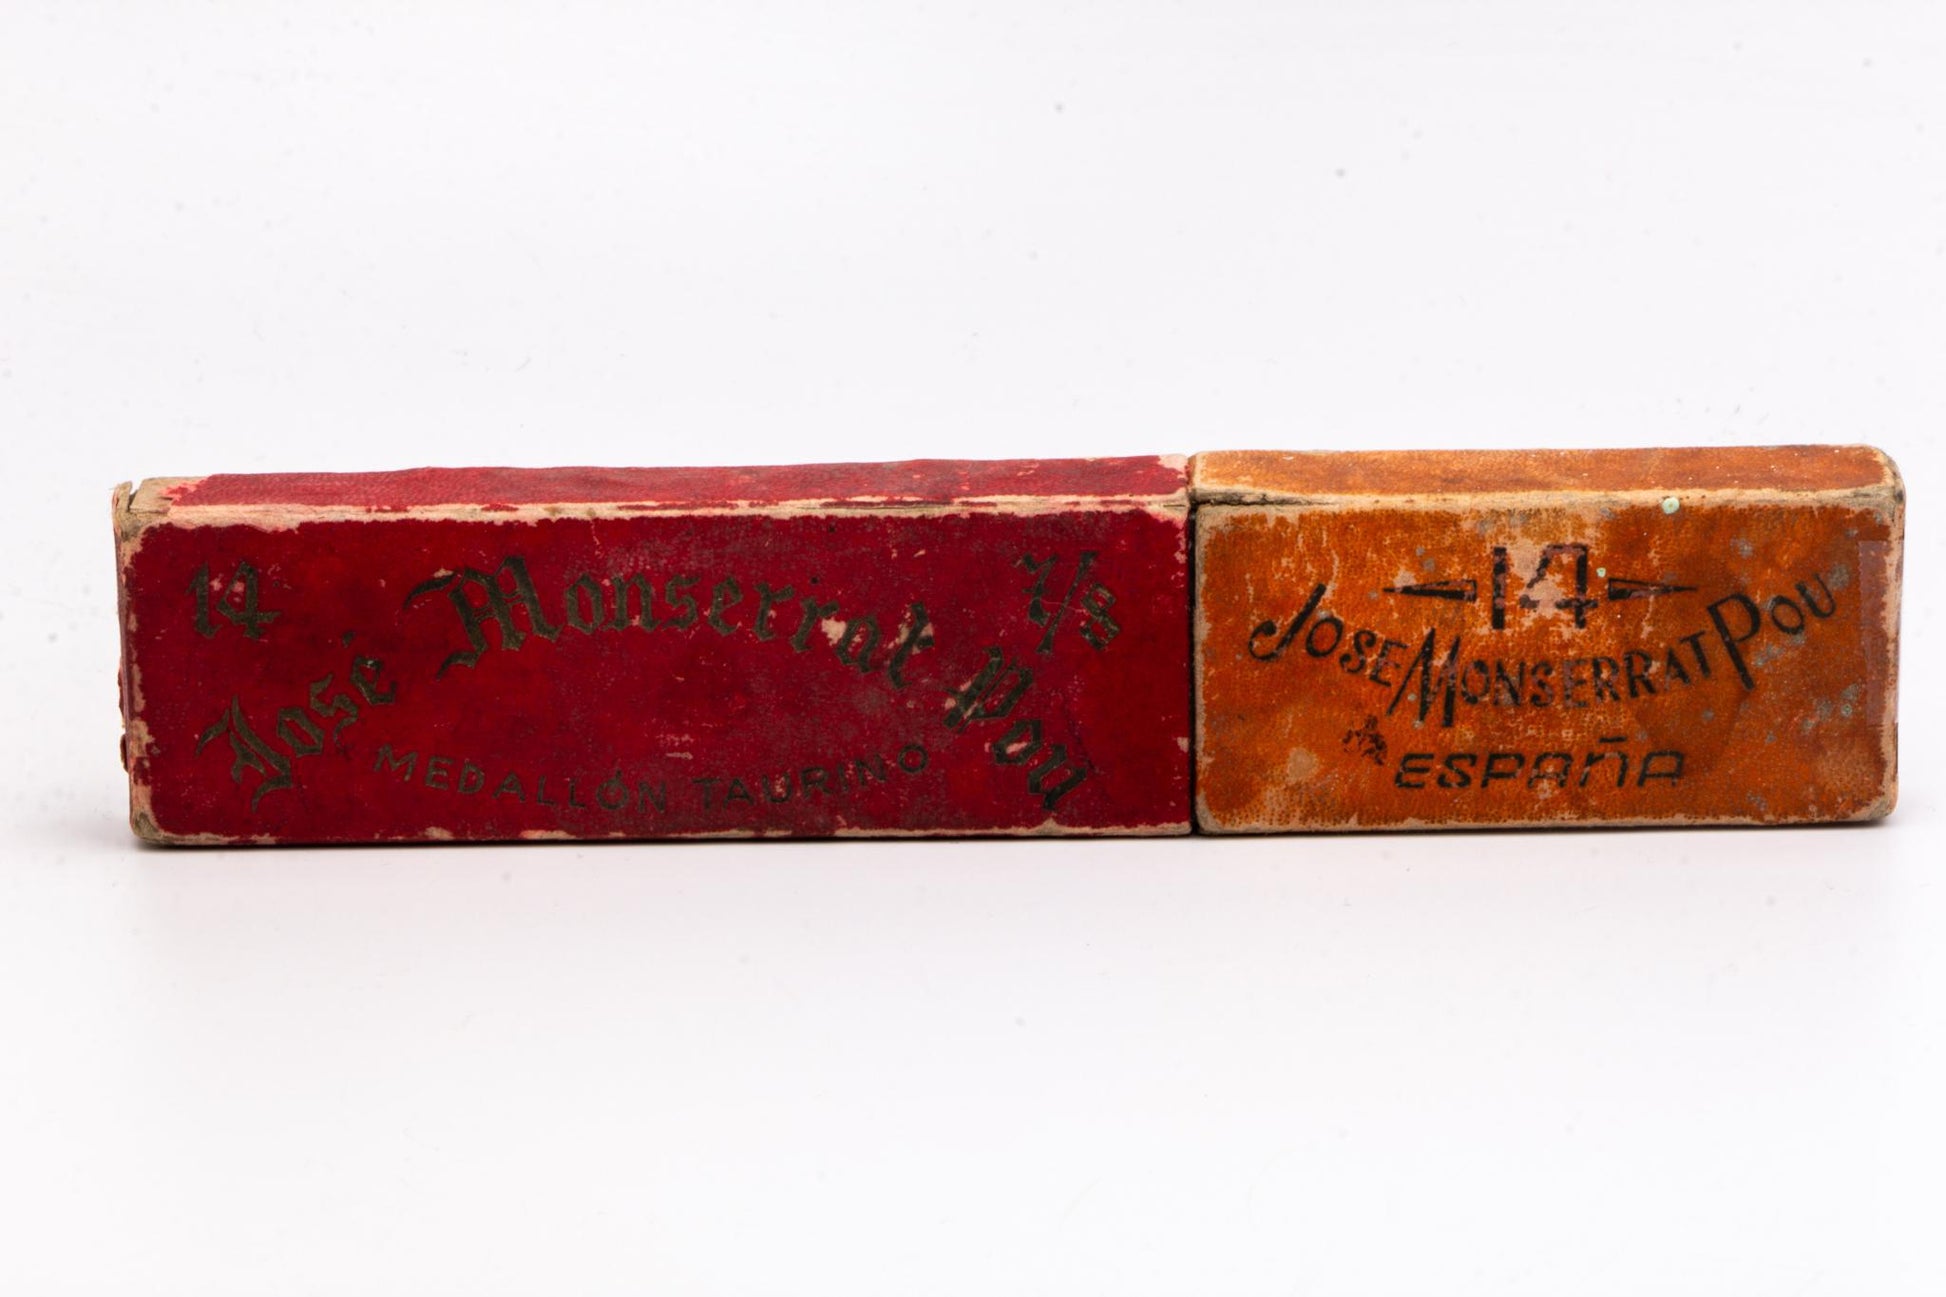 14 7/8
José Monserrat Pou
MEDALLÓN TAURINO
14
JOSE MONSERRAT POU
ESPAÑA